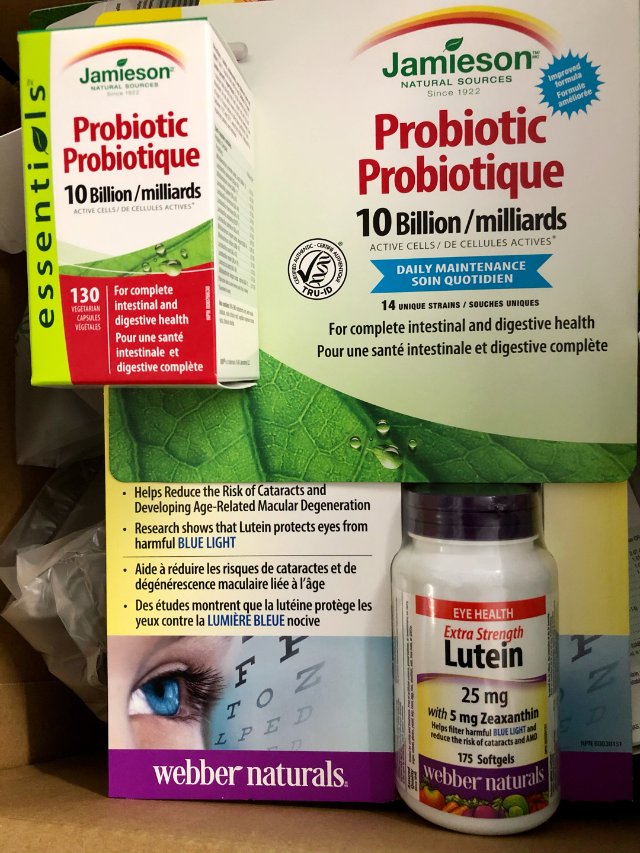 essentials
Jamieson
NATURAL SOURCES
Since 1922
Probiotic
Probiotique
10 Billion/milliards
ACTIVE CELLS / DE CELLULES ACTIVES*
130
VEGETARIAN
CAPSULES
VÉGÉTALES
For complete
intestinal and
digestive health
Pour une santé
intestinale et
digestive complète
Jamieson
NATURAL SOURCES
Since 1922
Improved
formula
Formule
améliorée
Probiotic
Probiotique
10 Billion/milliards
ACTIVE CELLS / DE CELLULES ACTIVES*
CERTIFIED AUTHENTIC - CERTIFIÉ AUTHENTIQUE
TRU-ID
DAILY MAINTENANCE
SOIN QUOTIDIEN
14 UNIQUE STRAINS / SOUCHES UNIQUES
For complete intestinal and digestive health
Pour une santé intestinale et digestive complète
• Helps Reduce the Risk of Cataracts and
Developing Age-Related Macular Degeneration
• Research shows that Lutein protects eyes from
harmful BLUE LIGHT
• Aide à réduire les risques de cataractes et de
dégénérescence maculaire liée à l'âge
• Des études montrent que la lutéine protège les
yeux contre la LUMIÈRE BLEUE nocive
F P
T O Z
L P E D
webber naturals
EYE HEALTH
Extra Strength
Lutein
25 mg
with 5 mg Zeaxanthin
Helps filter harmful BLUE LIGHT and
reduce the risk of cataracts and AMD
175 Softgels
webber naturals